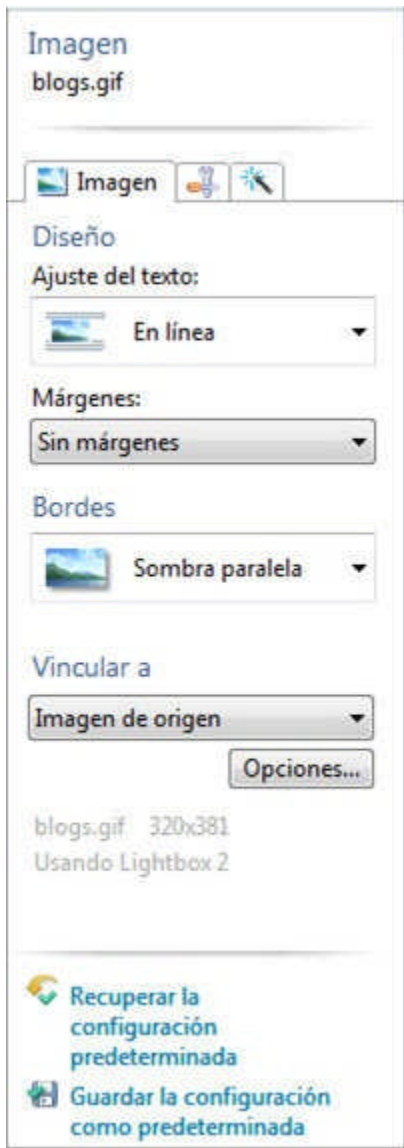 Imagen
blogs.gif
Imagen
Diseño
Ajuste del texto:
En línea
Márgenes:
Sin márgenes
Bordes
Sombra paralela
Vincular a
Imagen de origen
Opciones...
blogs.gif 320x381
Usando Lightbox 2
Recuperar la
configuración
predeterminada
Guardar la configuración
como predeterminada